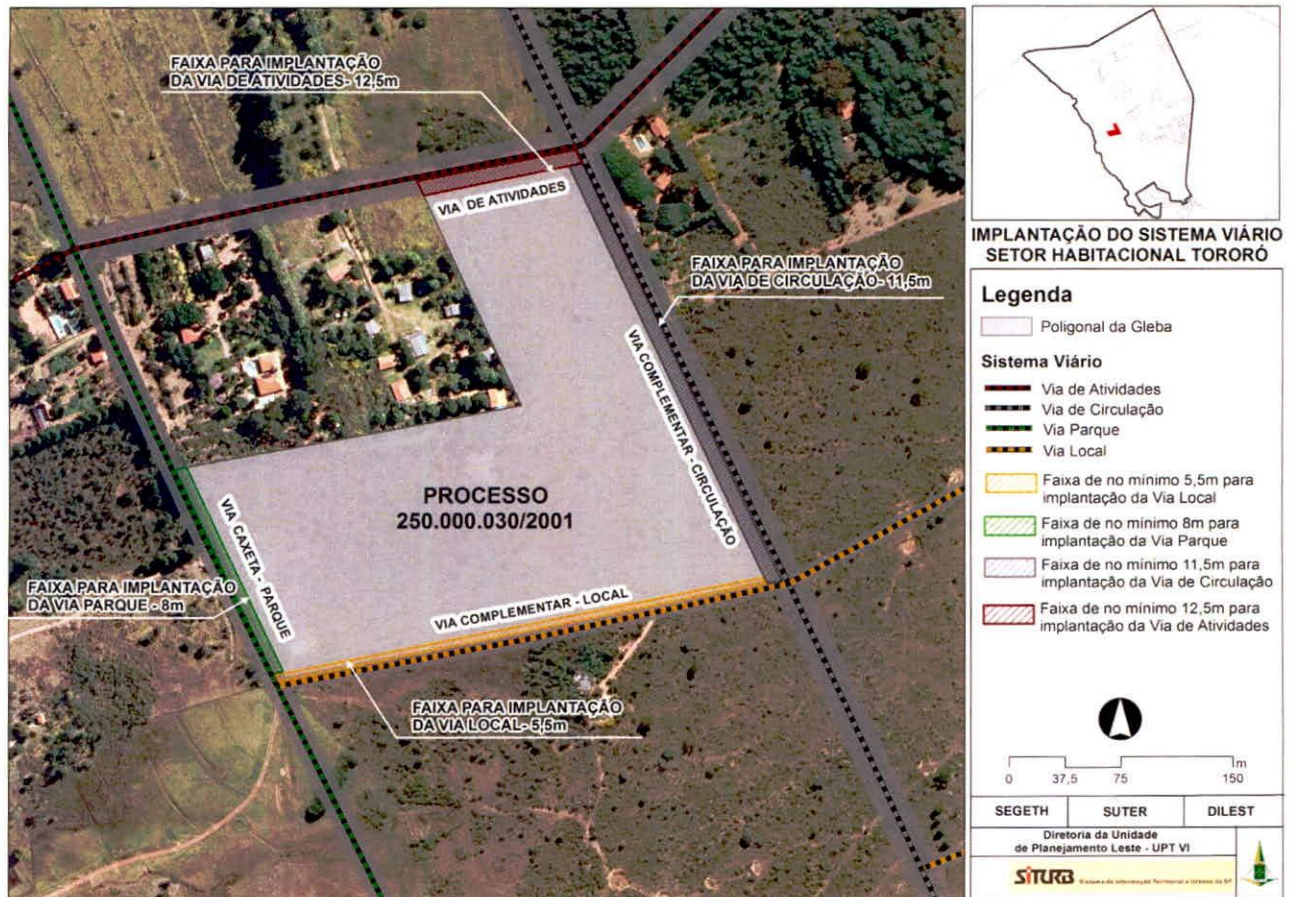 FAIXA PARA IMPLANTAÇÃO
DA VIA DE ATIVIDADES- 12,5m
VIA DE ATIVIDADES
FAIXA PARA IMPLANTAÇÃO
DA VIA DE CIRCULAÇÃO- 11,5m
VIA COMPLEMENTAR - CIRCULAÇÃO
PROCESSO
250.000.030/2001
VIA CAXETA - PARQUE
FAIXA PARA IMPLANTAÇÃO
DA VIA PARQUE - 8m
VIA COMPLEMENTAR - LOCAL
FAIXA PARA IMPLANTAÇÃO
DA VIA LOCAL- 5,5m
IMPLANTAÇÃO DO SISTEMA VIÁRIO
SETOR HABITACIONAL TORORÓ
Legenda
Poligonal da Gleba
Sistema Viário
Via de Atividades
Via de Circulação
Via Parque
Via Local
Faixa de no mínimo 5,5m para
implantação da Via Local
Faixa de no mínimo 8m para
implantação da Via Parque
Faixa de no mínimo 11,5m para
implantação da Via de Circulação
Faixa de no mínimo 12,5m para
implantação da Via de Atividades
m
0 37,5 75 150
SEGETH SUTER DILEST
Diretoria da Unidade
de Planejamento Leste - UPT VI
SiTURB Sistema de Informação Territorial e Urbana do DF